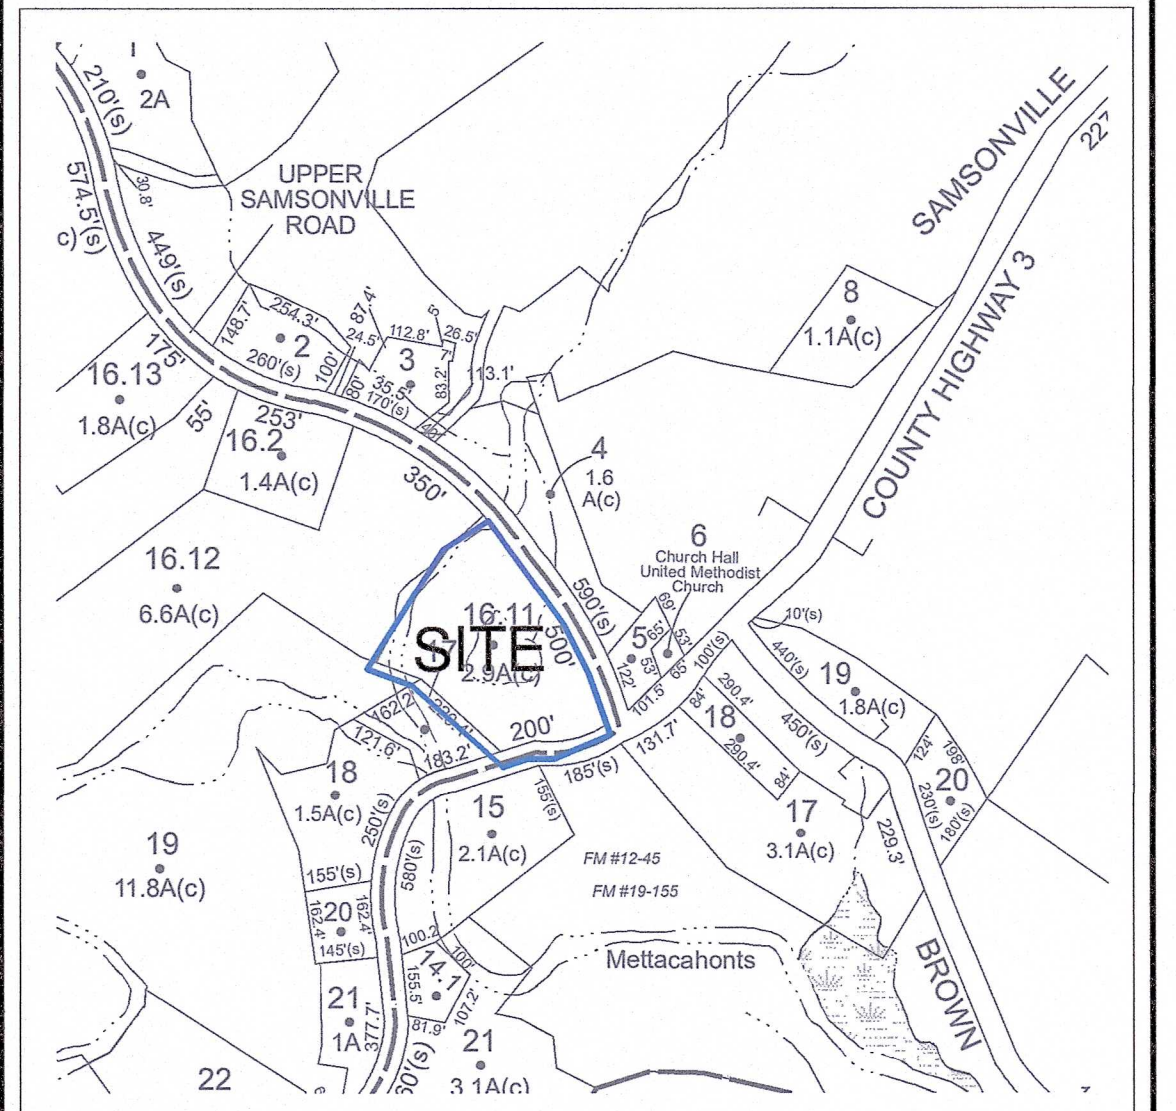 210'(s)
2A
574.5'(s)
c)
30.8'
449'(s)
UPPER
SAMSONVILLE
ROAD
SAMSONVILLE
COUNTY HIGHWAY 3
8
1.1A(c)
148.7'
254.3'
2
260'(s)
87.4'
24.5'
112.8'
5
26.5'
7'
3
100'
80'
35.5'
170'(s)
83.2'
113.1'
175'
16.13
1.8A(c)
55'
253'
16.2
1.4A(c)
350'
4
1.6
A(c)
6
Church Hall
United Methodist
Church
16.12
6.6A(c)
590'(s)
500'
16.11
SITE
2.9A(c)
69'
65'
53'
5
53'
65'
122'
101.5'
100'(s)
10'(s)
440'(s)
19
1.8A(c)
84'
290.4'
18
290.4'
84'
450'(s)
131.7'
124'
198'
20
230'(s)
180'(s)
162.2'
200'
121.6'
183.2'
185'(s)
18
1.5A(c)
250'(s)
15
2.1A(c)
155'(s)
17
3.1A(c)
229.3'
19
11.8A(c)
580'(s)
FM #12-45
FM #19-155
155'(s)
162.4'
20
162.4'
145'(s)
100.2'
100'
14.1
155.5'
107.2'
81.9'
Mettacahonts
BROWN
21
1A
377.7'
21
3.1A(c)
22